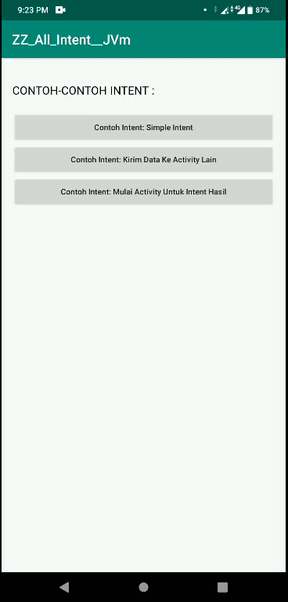 9:23 PM 87%
ZZ_All_Intent__JVm
CONTOH-CONTOH INTENT :
Contoh Intent: Simple Intent
Contoh Intent: Kirim Data Ke Activity Lain
Contoh Intent: Mulai Activity Untuk Intent Hasil